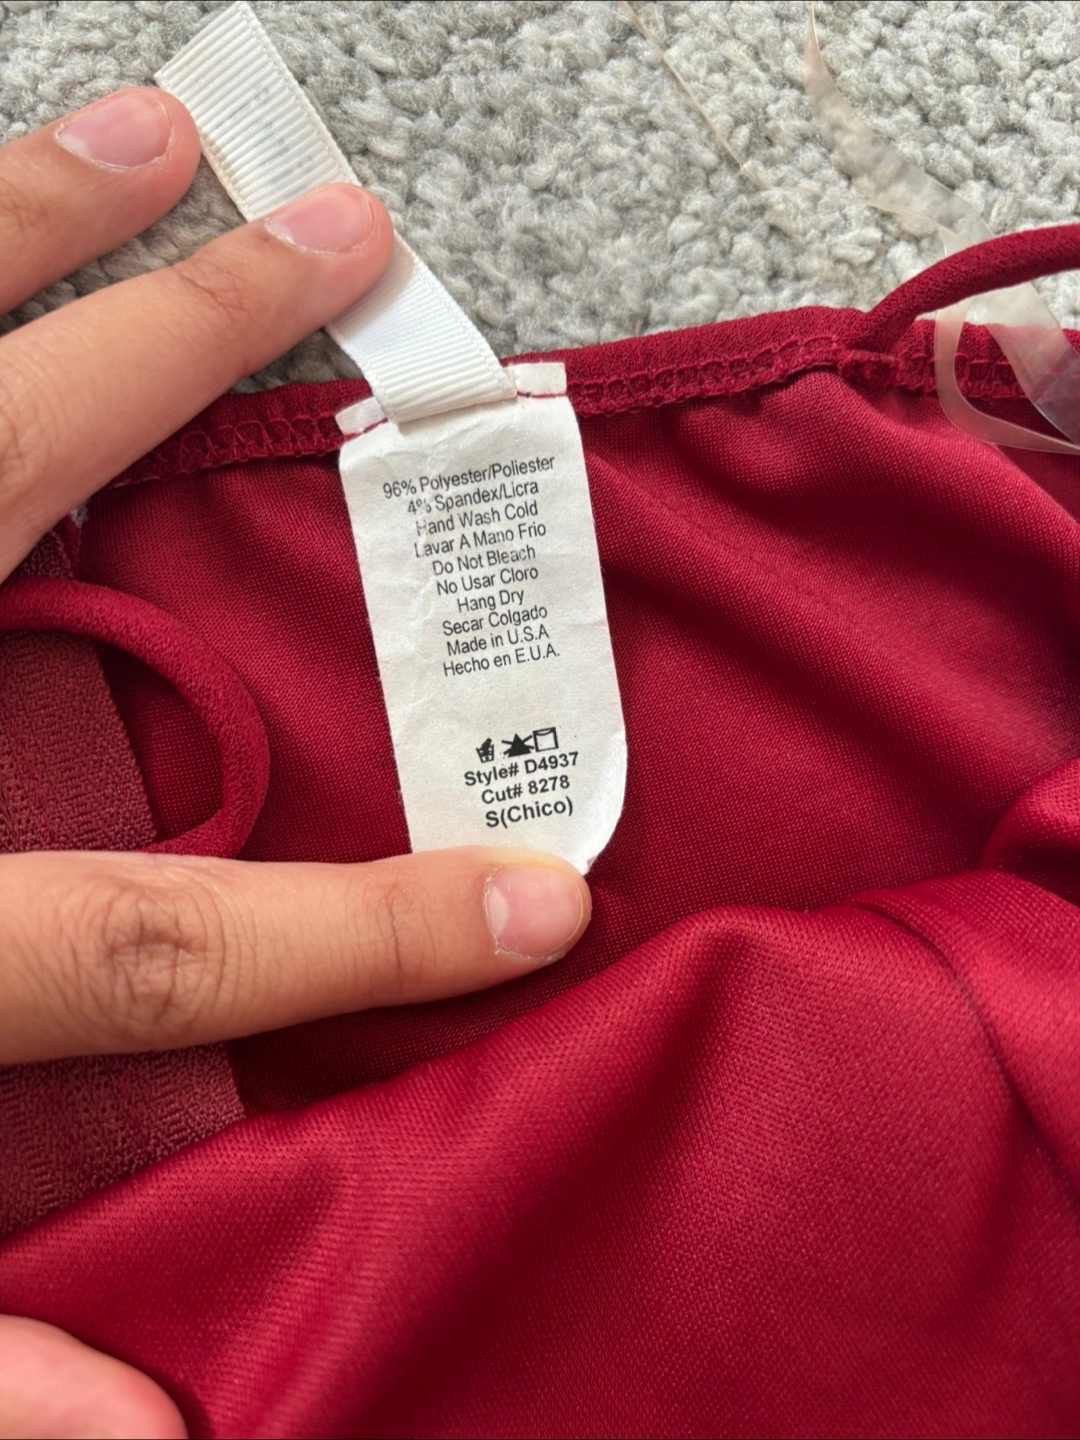 96% Polyester/Poliester
4% Spandex/Licra
Hand Wash Cold
Lavar A Mano Frio
Do Not Bleach
No Usar Cloro
Hang Dry
Secar Colgado
Made in U.S.A
Hecho en E.U.A.
Style# D4937
Cut# 8278
S(Chico)